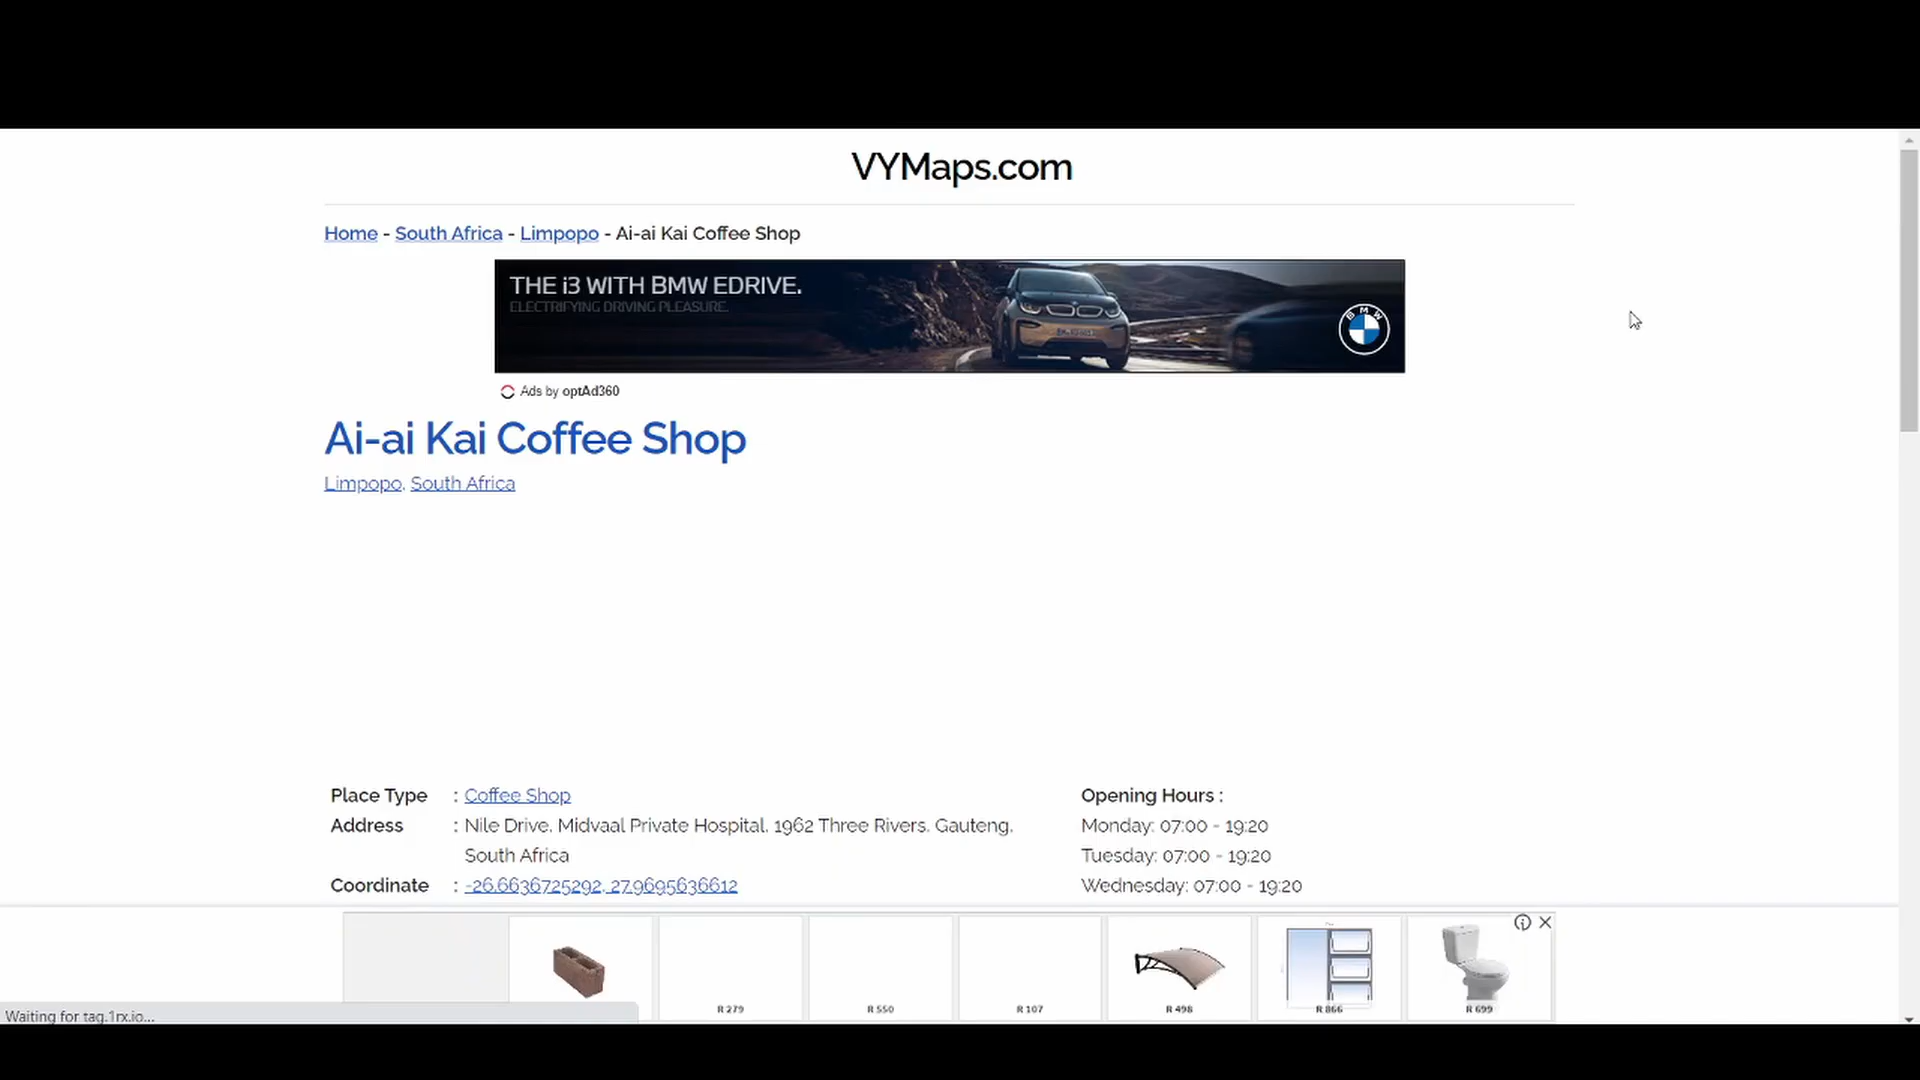 VYMaps.com
Home - South Africa - Limpopo - Ai-ai Kai Coffee Shop
THE i3 WITH BMW EDRIVE.
ELECTRIFYING DRIVING PLEASURE.
BMW
Ads by optAd360
Ai-ai Kai Coffee Shop
Limpopo, South Africa
Place Type : Coffee Shop
Address : Nile Drive, Midvaal Private Hospital, 1962 Three Rivers, Gauteng,
South Africa
Coordinate : -26.6636725292, 27.9695636612
Opening Hours :
Monday: 07:00 - 19:20
Tuesday: 07:00 - 19:20
Wednesday: 07:00 - 19:20
R 279
R 550
R 107
R 498
R 866
R 699
Waiting for tag.1rx.io...